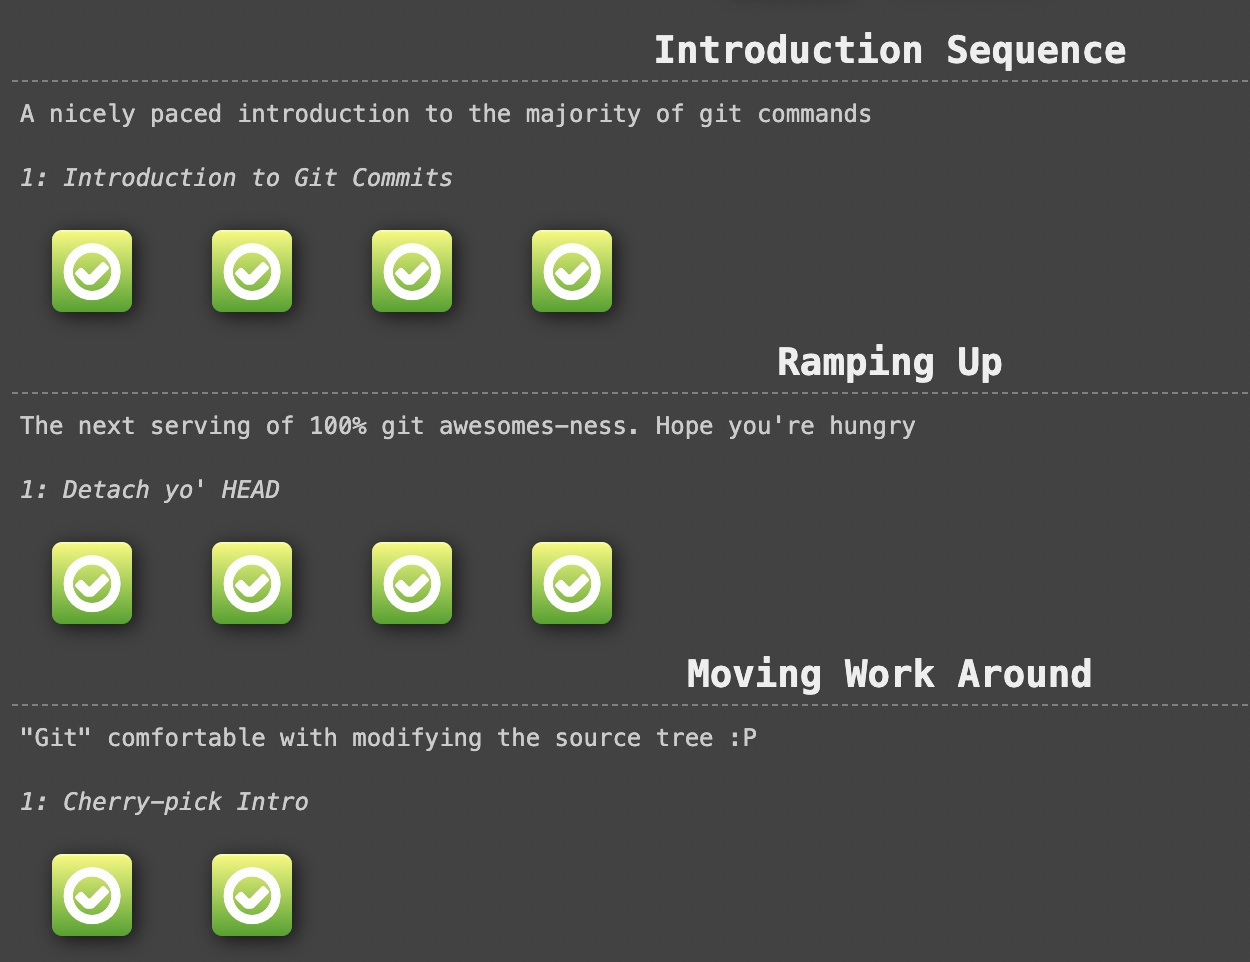 Introduction Sequence
A nicely paced introduction to the majority of git commands
1: Introduction to Git Commits
Ramping Up
The next serving of 100% git awesomes-ness. Hope you're hungry
1: Detach yo' HEAD
Moving Work Around
"Git" comfortable with modifying the source tree :P
1: Cherry-pick Intro